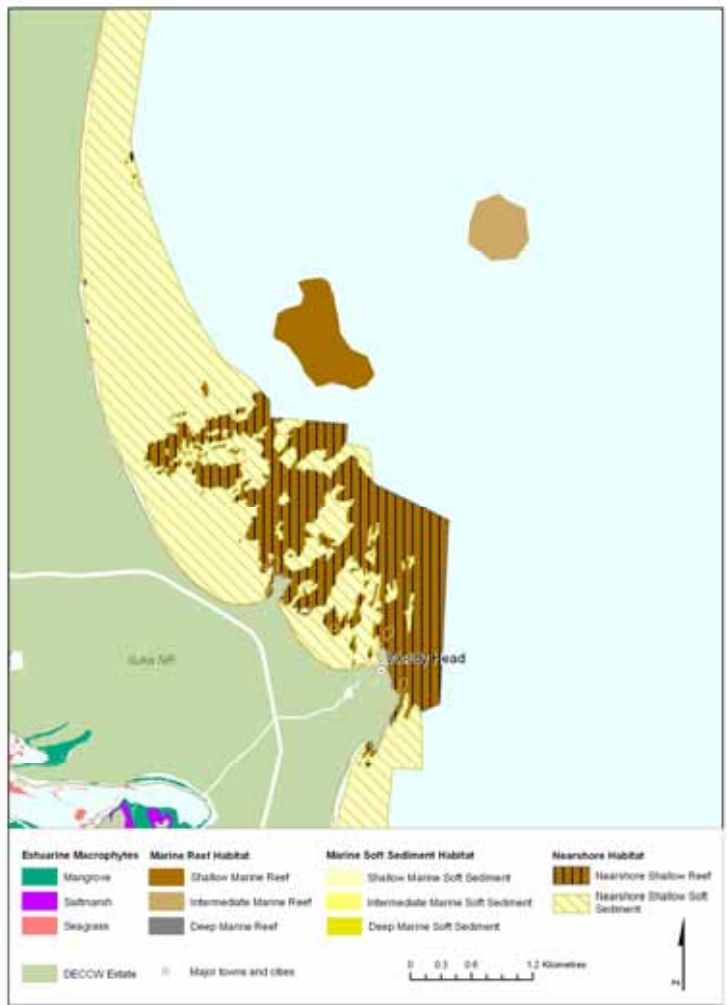 Iluka NR
Head
Estuarine Macrophytes
Mangrove
Saltmarsh
Seagrass
Marine Reef Habitat
Shallow Marine Reef
Intermediate Marine Reef
Deep Marine Reef
Marine Soft Sediment Habitat
Shallow Marine Soft Sediment
Intermediate Marine Soft Sediment
Deep Marine Soft Sediment
Nearshore Habitat
Nearshore Shallow Reef
Nearshore Shallow Soft
Sediment
DECCW Estate
Major towns and cities
0 0.3 0.6 1.2 Kilometres
N